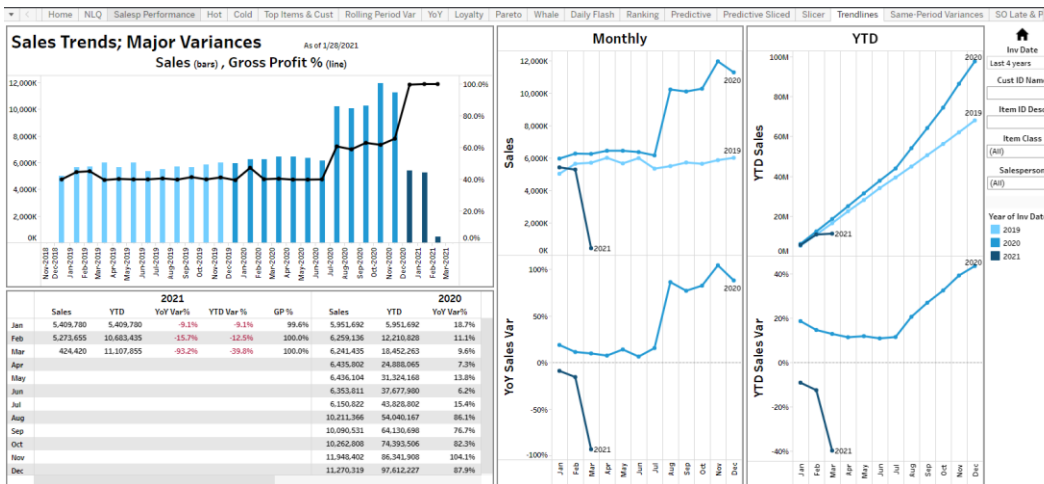 Home NLQ Salesp Performance Hot Cold Top Items & Cust Rolling Period Var YoY Loyalty Pareto Whale Daily Flash Ranking Predictive Predictive Sliced Slicer Trendlines Same-Period Variances SO Late & P
Sales Trends; Major Variances As of 1/28/2021
Sales (bars) , Gross Profit % (line)
12,000K 100.0%
10,000K 80.0%
8,000K
6,000K 60.0%
4,000K 40.0%
2,000K 20.0%
0K 0.0%
Nov-2018 Dec-2018 Jan-2019 Feb-2019 Mar-2019 Apr-2019 May-2019 Jun-2019 Jul-2019 Aug-2019 Sep-2019 Oct-2019 Nov-2019 Dec-2019 Jan-2020 Feb-2020 Mar-2020 Apr-2020 May-2020 Jun-2020 Jul-2020 Aug-2020 Sep-2020 Oct-2020 Nov-2020 Dec-2020 Jan-2021 Feb-2021 Mar-2021
2021 2020
Sales YTD YoY Var% YTD Var % GP % Sales YTD YoY Var%
Jan 5,409,780 5,409,780 -9.1% -9.1% 99.6% 5,951,692 5,951,692 18.7%
Feb 5,273,655 10,683,435 -15.7% -12.5% 100.0% 6,259,136 12,210,828 11.1%
Mar 424,420 11,107,855 -93.2% -39.8% 100.0% 6,241,435 18,452,263 9.6%
Apr 6,435,802 24,888,065 7.3%
May 6,436,104 31,324,168 13.8%
Jun 6,353,811 37,677,980 6.2%
Jul 6,150,822 43,828,802 15.4%
Aug 10,211,366 54,040,167 86.1%
Sep 10,090,531 64,130,698 76.7%
Oct 10,262,808 74,393,506 82.3%
Nov 11,948,402 86,341,908 104.1%
Dec 11,270,319 97,612,227 87.9%
Monthly
Sales
12,000K
10,000K
8,000K
6,000K
4,000K
2,000K
0K
2020
2019
2021
YoY Sales Var
100%
50%
0%
-50%
-100%
2020
2021
Jan Feb Mar Apr May Jun Jul Aug Sep Oct Nov Dec
YTD
YTD Sales
100M
80M
60M
40M
20M
0M
2020
2019
2021
YTD Sales Var
40%
20%
0%
-20%
-40%
2020
2021
Jan Feb Mar Apr May Jun Jul Aug Sep Oct Nov Dec
Inv Date
Last 4 years
Cust ID Name
Item ID Desc
Item Class
(All)
Salesperson
(All)
Year of Inv Date
2019
2020
2021